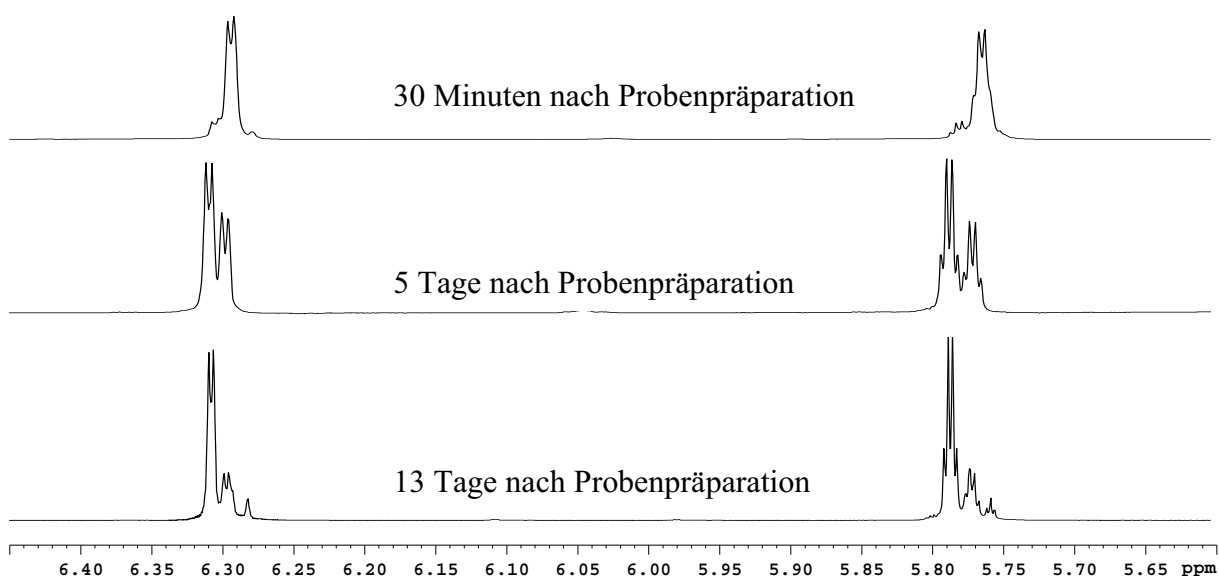 30 Minuten nach Probenpräparation
5 Tage nach Probenpräparation
13 Tage nach Probenpräparation
6.40 6.35 6.30 6.25 6.20 6.15 6.10 6.05 6.00 5.95 5.90 5.85 5.80 5.75 5.70 5.65 ppm